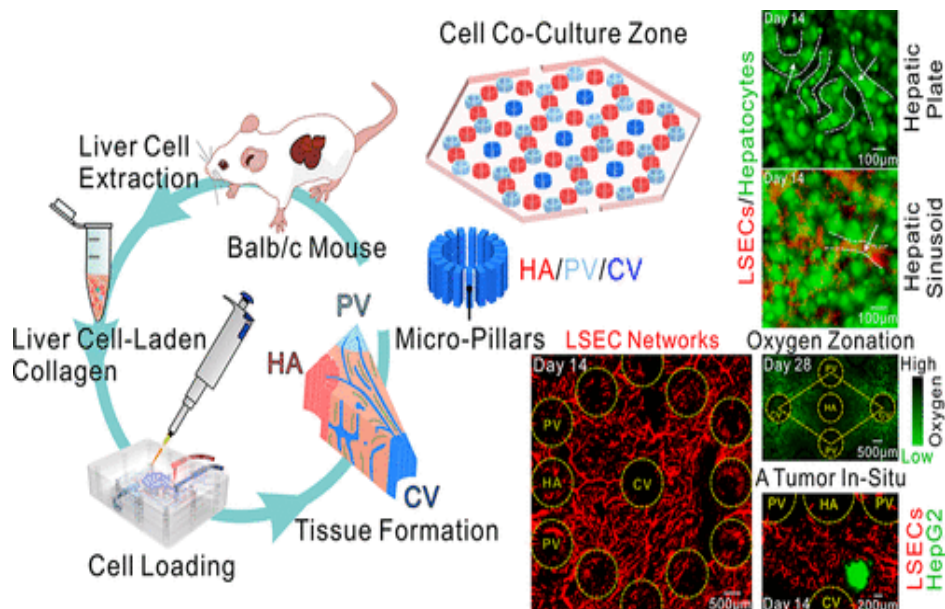 Cell Co-Culture Zone
Liver Cell
Extraction
Balb/c Mouse
Liver Cell-Laden
Collagen
Cell Loading
HA
PV
CV
Tissue Formation
HA/PV/CV
Micro-Pillars
LSECs/Hepatocytes
Day 14
100μm
Hepatic
Plate
Day 14
100μm
Hepatic
Sinusoid
LSEC Networks
Day 14
PV
HA
CV
PV
500μm
Oxygen Zonation
Day 28
PV
HA
PV
500μm
High
Oxygen
Low
A Tumor In-Situ
PV
HA
PV
CV
Day 14
200μm
LSECs
HepG2